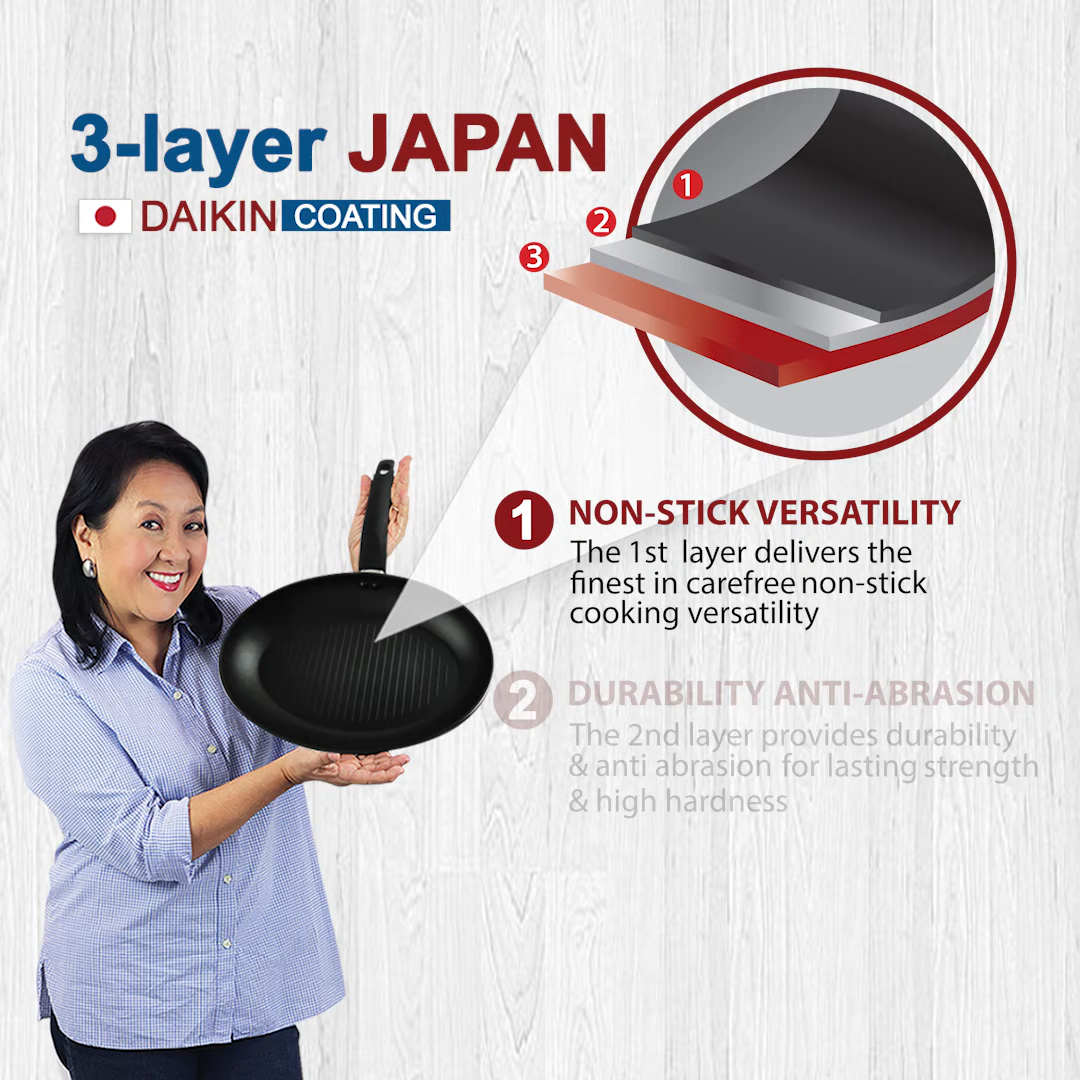 3-layer JAPAN
DAIKIN COATING
1
2
3
1 NON-STICK VERSATILITY
The 1st layer delivers the
finest in carefree non-stick
cooking versatility
2 DURABILITY ANTI-ABRASION
The 2nd layer provides durability
& anti abrasion for lasting strength
& high hardness